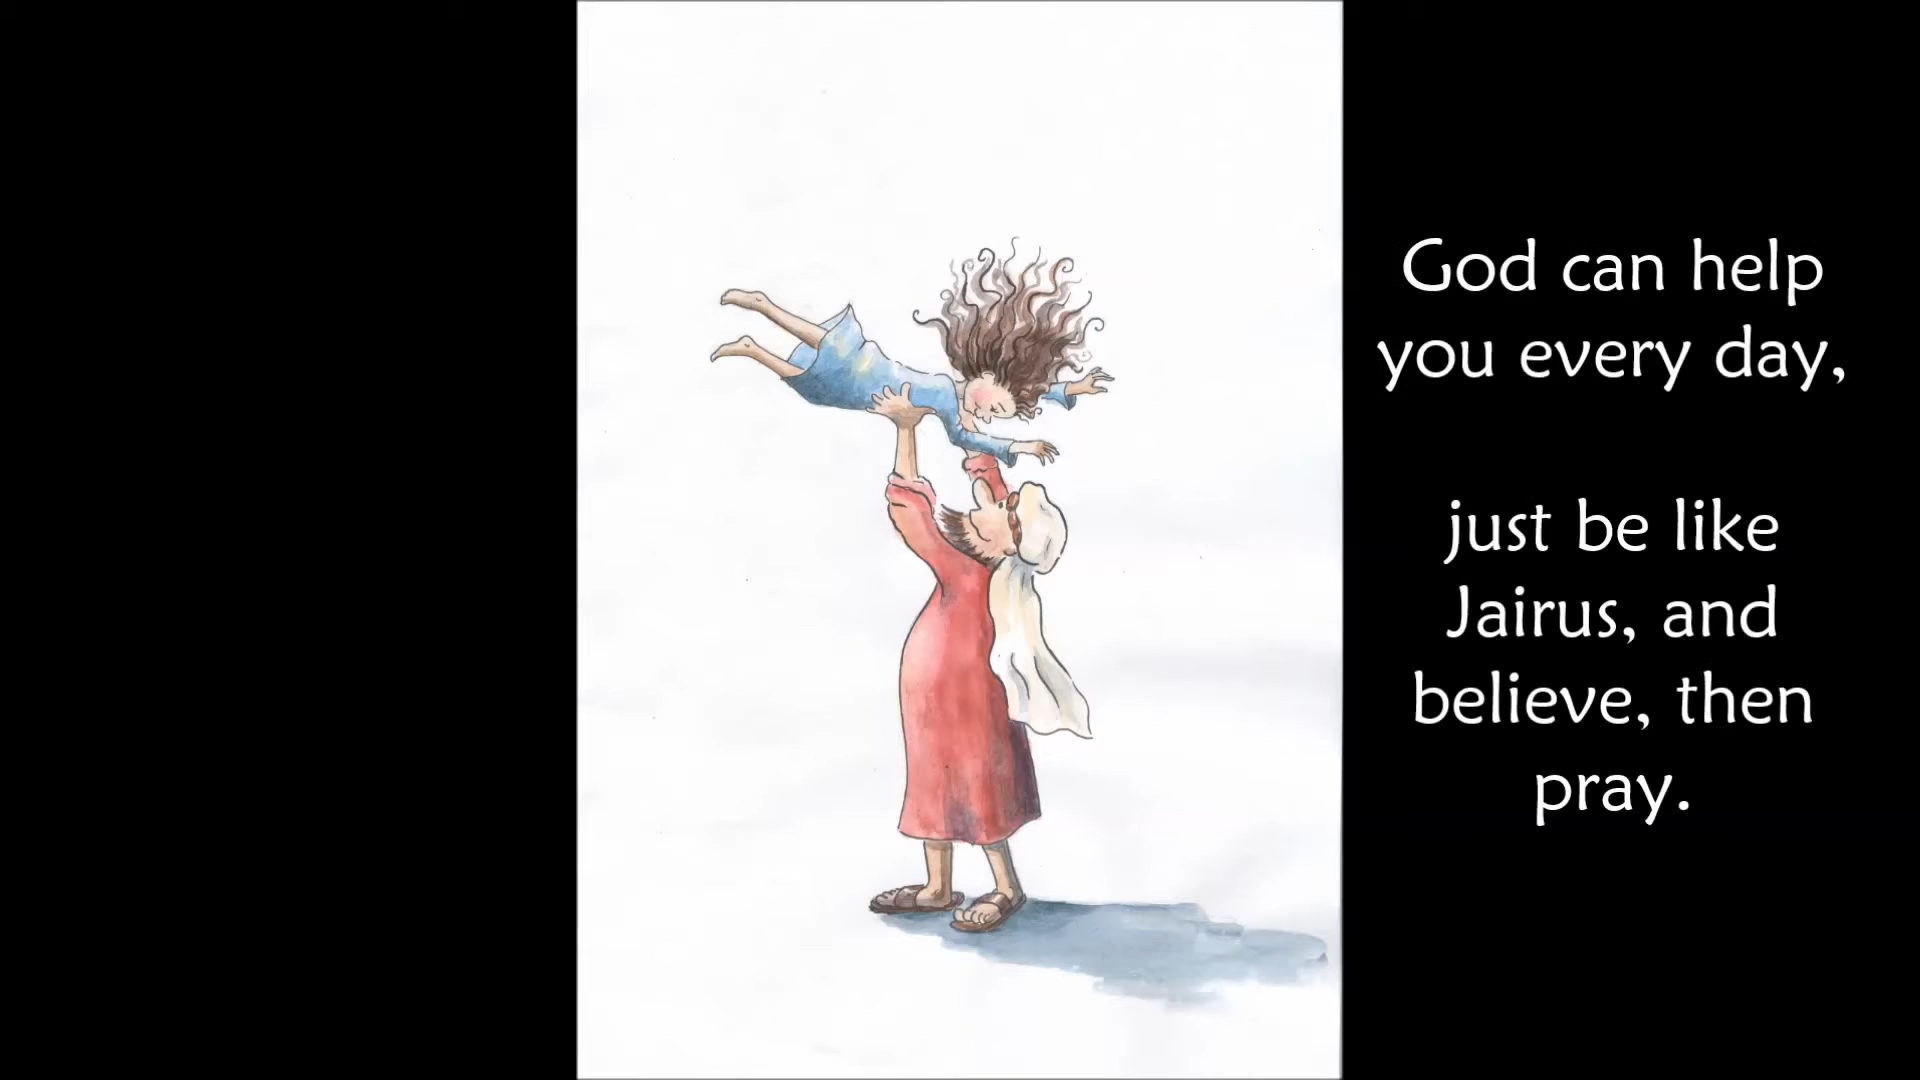 God can help
you every day,
just be like
Jairus, and
believe, then
pray.